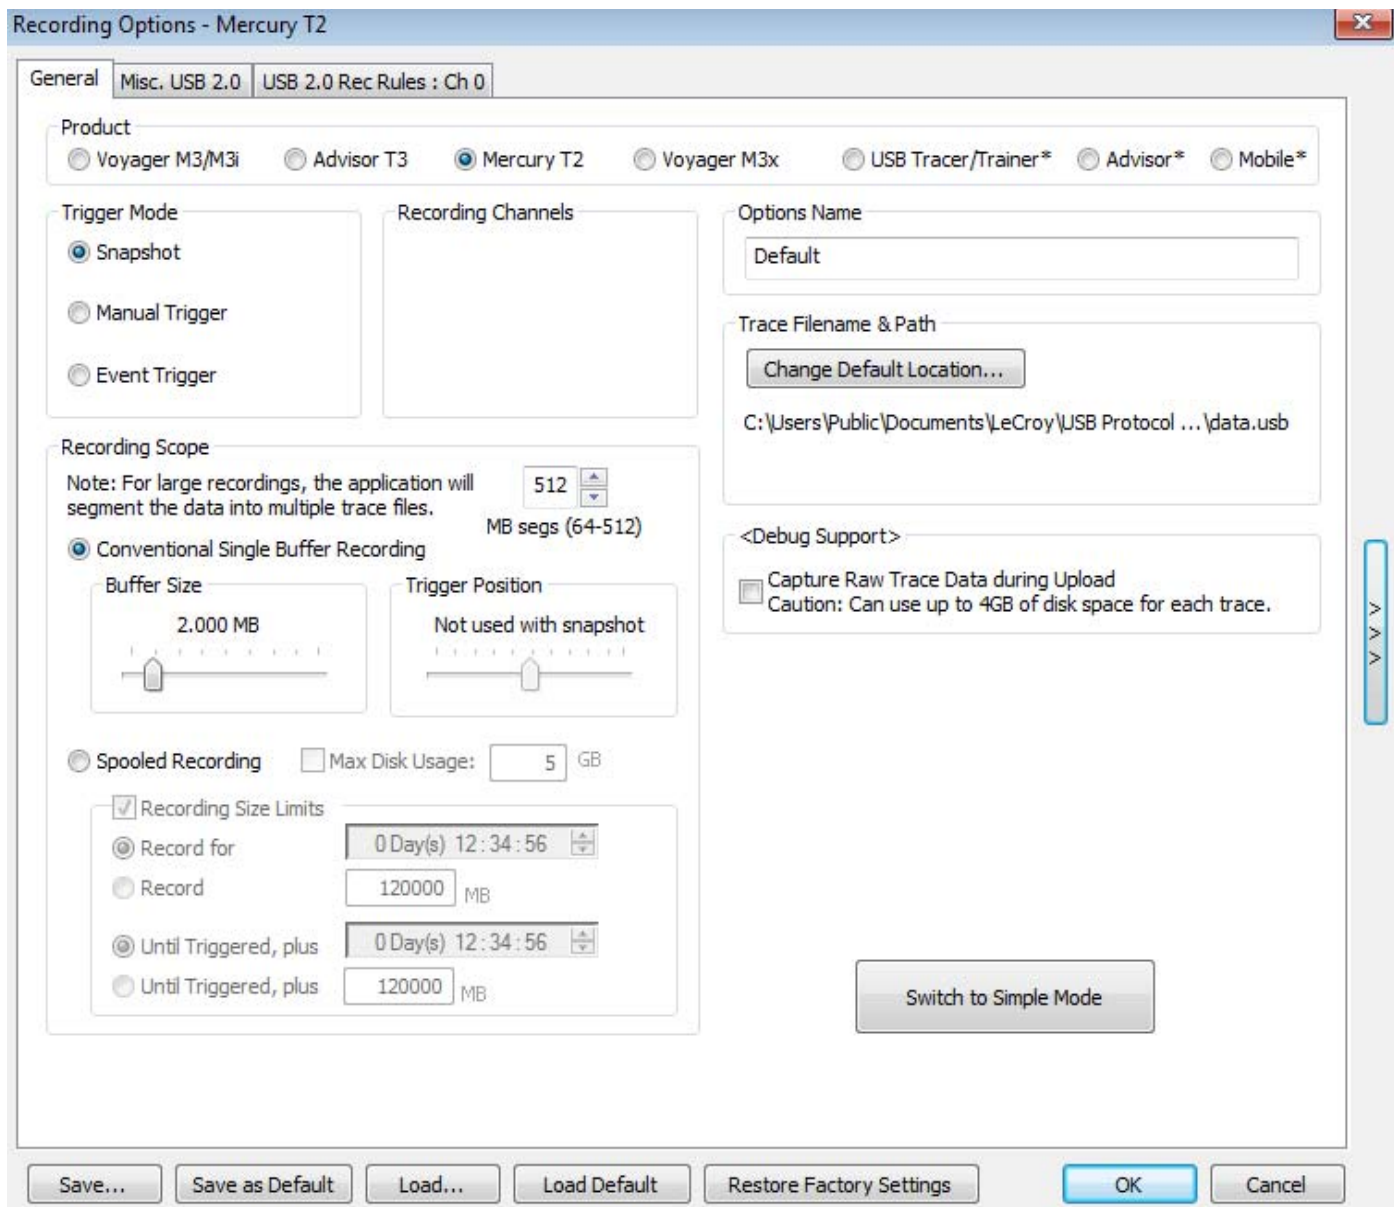 Recording Options - Mercury T2
General
Misc. USB 2.0
USB 2.0 Rec Rules : Ch 0
Product
Voyager M3/M3i
Advisor T3
Mercury T2
Voyager M3x
USB Tracer/Trainer*
Advisor*
Mobile*
Trigger Mode
Snapshot
Manual Trigger
Event Trigger
Recording Channels
Options Name
Default
Trace Filename & Path
Change Default Location...
C:\Users\Public\Documents\LeCroy\USB Protocol ...\data.usb
Recording Scope
Note: For large recordings, the application will
segment the data into multiple trace files.
512
MB segs (64-512)
Conventional Single Buffer Recording
Buffer Size
2.000 MB
Trigger Position
Not used with snapshot
<Debug Support>
Capture Raw Trace Data during Upload
Caution: Can use up to 4GB of disk space for each trace.
>
>
>
Spooled Recording
Max Disk Usage:
5
GB
Recording Size Limits
Record for
0 Day(s) 12 : 34 : 56
Record
120000
MB
Until Triggered, plus
0 Day(s) 12 : 34 : 56
Until Triggered, plus
120000
MB
Switch to Simple Mode
Save...
Save as Default
Load...
Load Default
Restore Factory Settings
OK
Cancel